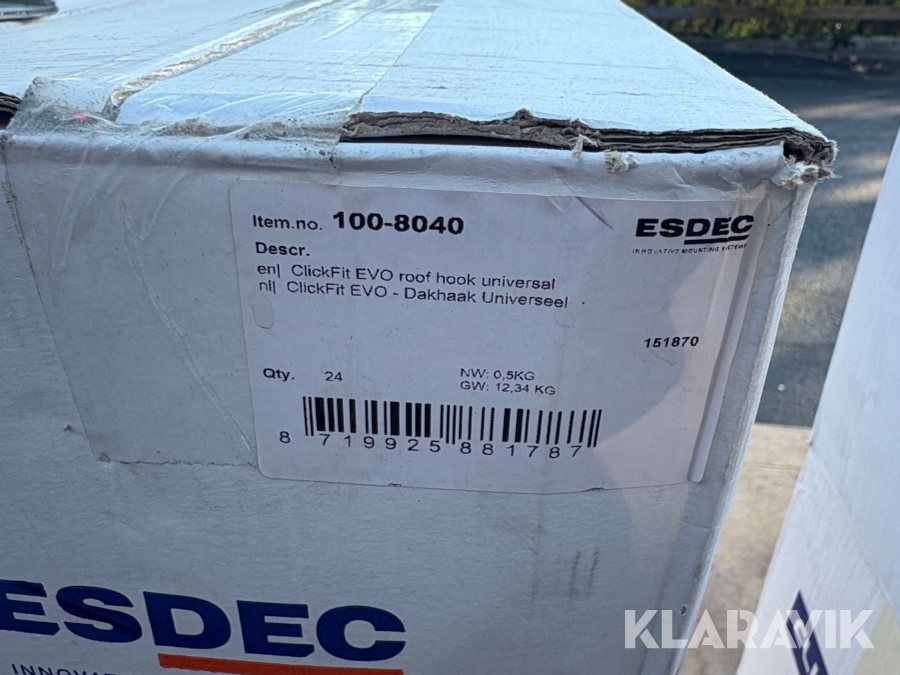 Item.no. 100-8040
ESDEC
INNOVATIVE MOUNTING SYSTEMS
Descr.
en| ClickFit EVO roof hook universal
nl| ClickFit EVO - Dakhaak Universeel
151870
Qty. 24
NW: 0,5KG
GW: 12,34 KG
8 719925 881787
ESDEC
KLARAVIK